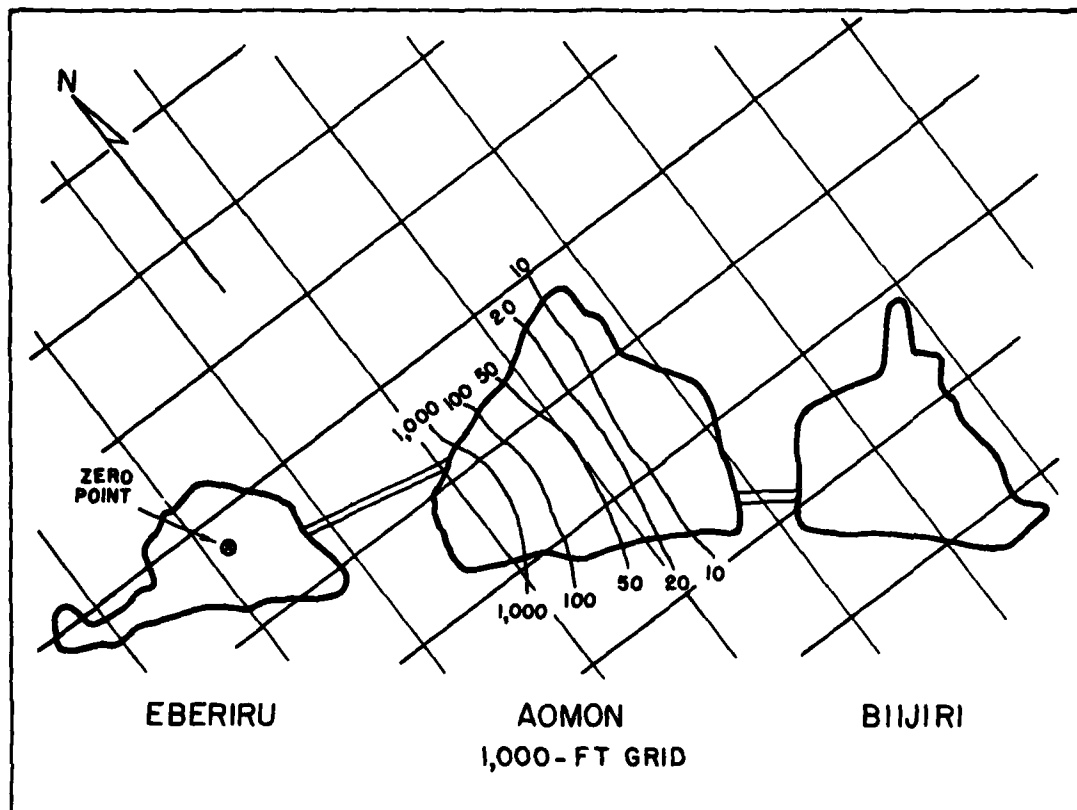 N
10
20
50
100
1,000
ZERO
POINT
50
20
10
100
1,000
EBERIRU
AOMON
BIIJIRI
1,000-FT GRID